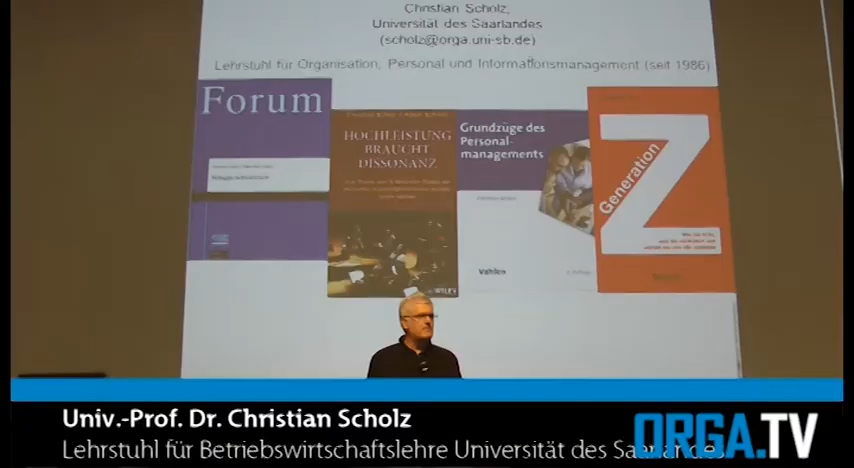 Christian Scholz,
Universität des Saarlandes
(scholz@orga.uni-sb.de)
Lehrstuhl für Organisation, Personal und Informationsmanagement (seit 1986)
Forum
HOCHLEISTUNG
BRAUCHT
DISSONANZ
WILEY
Grundzüge des
Personal-
managements
Vahlen
Generation
Z
Univ.-Prof. Dr. Christian Scholz
Lehrstuhl für Betriebswirtschaftslehre Universität des Saarlandes
ORGA.TV